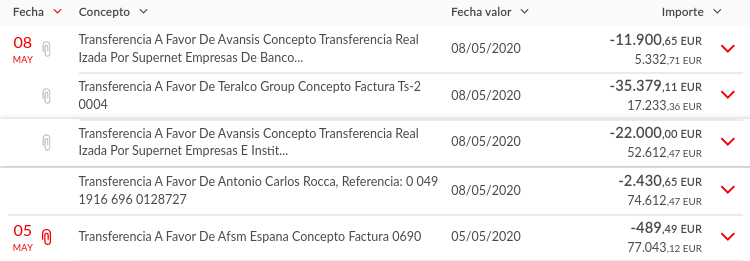 Fecha Concepto Fecha valor Importe
08 MAY Transferencia A Favor De Avansis Concepto Transferencia Real 08/05/2020 -11.900,65 EUR
Izada Por Supernet Empresas De Banco... 5.332,71 EUR
Transferencia A Favor De Teralco Group Concepto Factura Ts-2 08/05/2020 -35.379,11 EUR
0004 17.233,36 EUR
Transferencia A Favor De Avansis Concepto Transferencia Real 08/05/2020 -22.000,00 EUR
Izada Por Supernet Empresas E Instit... 52.612,47 EUR
Transferencia A Favor De Antonio Carlos Rocca, Referencia: 0 049 08/05/2020 -2.430,65 EUR
1916 696 0128727 74.612,47 EUR
05 MAY Transferencia A Favor De Afsm Espana Concepto Factura 0690 05/05/2020 -489,49 EUR
77.043,12 EUR